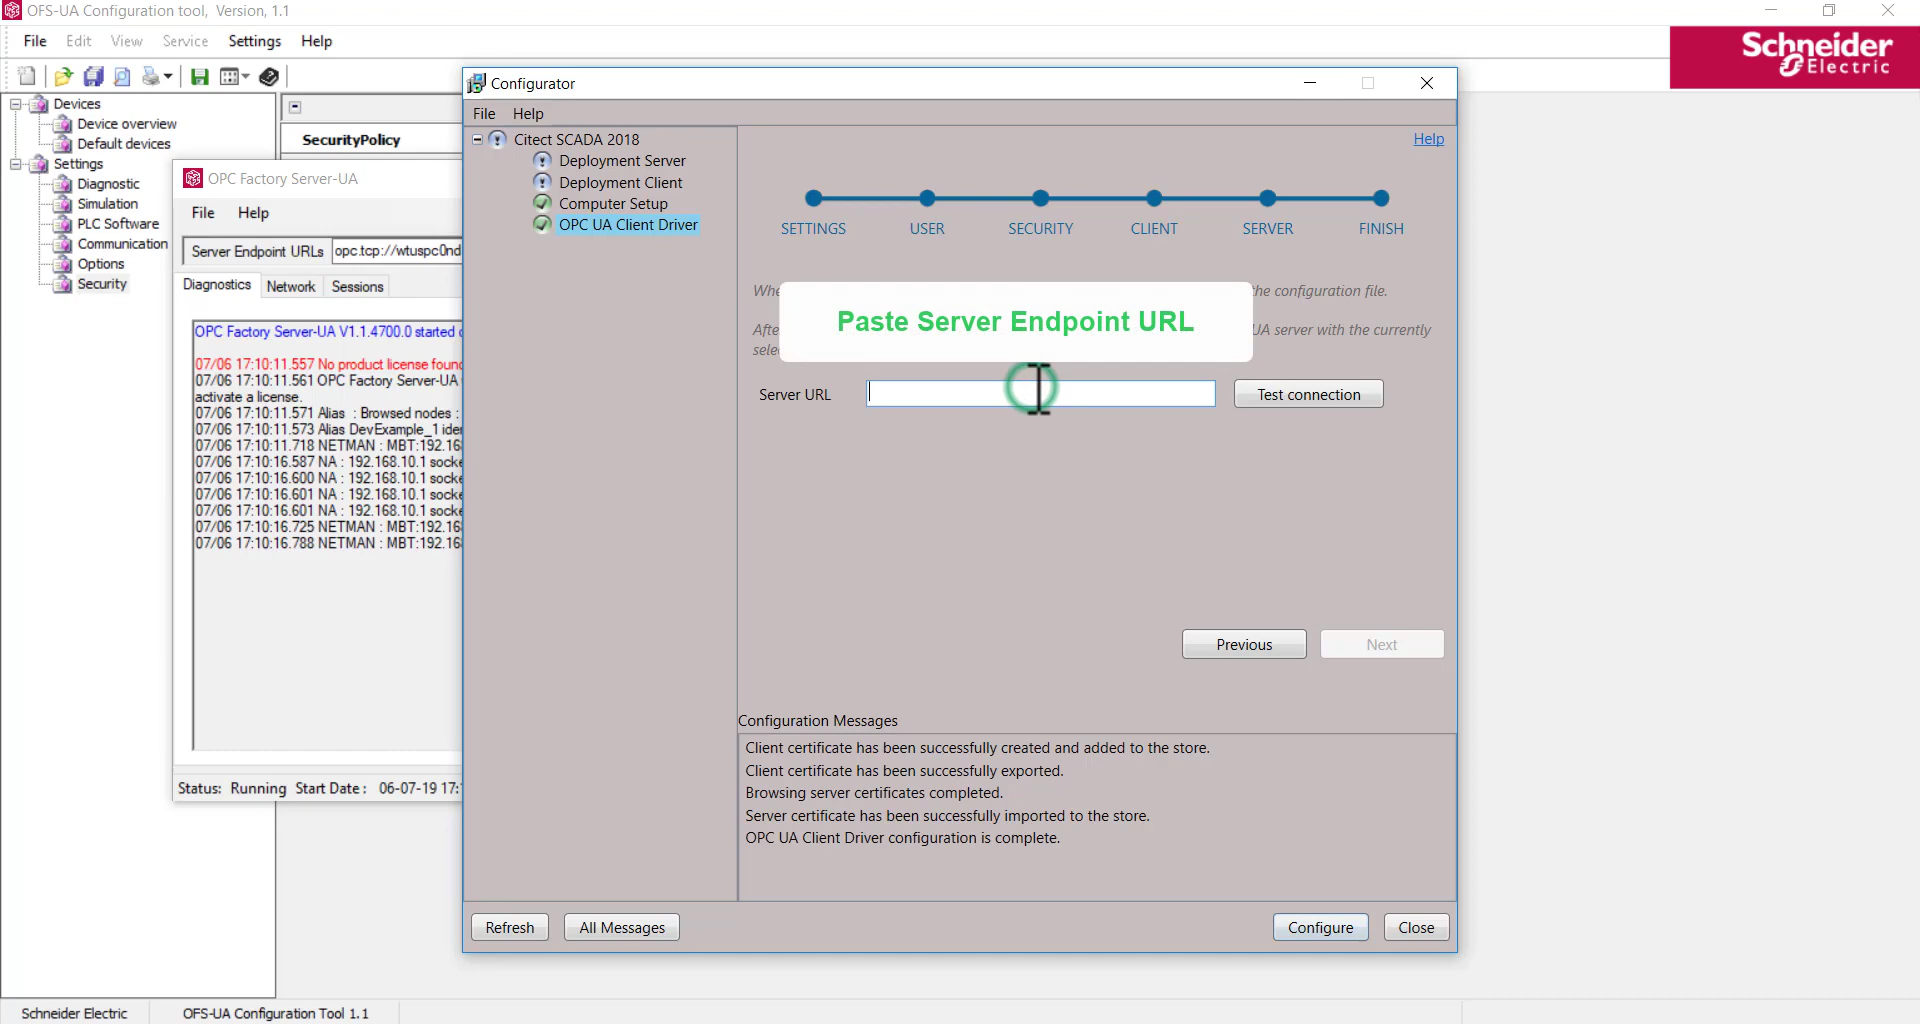 OFS-UA Configuration tool, Version, 1.1
File Edit View Service Settings Help
Schneider
Electric
Devices
Device overview
Default devices
Settings
Diagnostic
Simulation
PLC Software
Communication
Options
Security
SecurityPolicy
OPC Factory Server-UA
File Help
Server Endpoint URLs opc.tcp://wtuspc0nd
Diagnostics Network Sessions
OPC Factory Server-UA V1.1.4700.0 started
07/06 17:10:11.557 No product license found
07/06 17:10:11.561 OPC Factory Server-UA
activate a license.
07/06 17:10:11.571 Alias : Browsed nodes :
07/06 17:10:11.573 Alias DevExample_1 iden
07/06 17:10:11.718 NETMAN : MBT:192.16
07/06 17:10:16.587 NA : 192.168.10.1 socke
07/06 17:10:16.600 NA : 192.168.10.1 socke
07/06 17:10:16.601 NA : 192.168.10.1 socke
07/06 17:10:16.601 NA : 192.168.10.1 socke
07/06 17:10:16.725 NETMAN : MBT:192.16
07/06 17:10:16.788 NETMAN : MBT:192.16
Status: Running Start Date : 06-07-19 17:
Configurator
File Help
Citect SCADA 2018
Deployment Server
Deployment Client
Computer Setup
OPC UA Client Driver
Help
SETTINGS USER SECURITY CLIENT SERVER FINISH
the configuration file.
UA server with the currently
Paste Server Endpoint URL
Server URL
Test connection
Previous Next
Configuration Messages
Client certificate has been successfully created and added to the store.
Client certificate has been successfully exported.
Browsing server certificates completed.
Server certificate has been successfully imported to the store.
OPC UA Client Driver configuration is complete.
Refresh All Messages Configure Close
Schneider Electric OFS-UA Configuration Tool 1.1